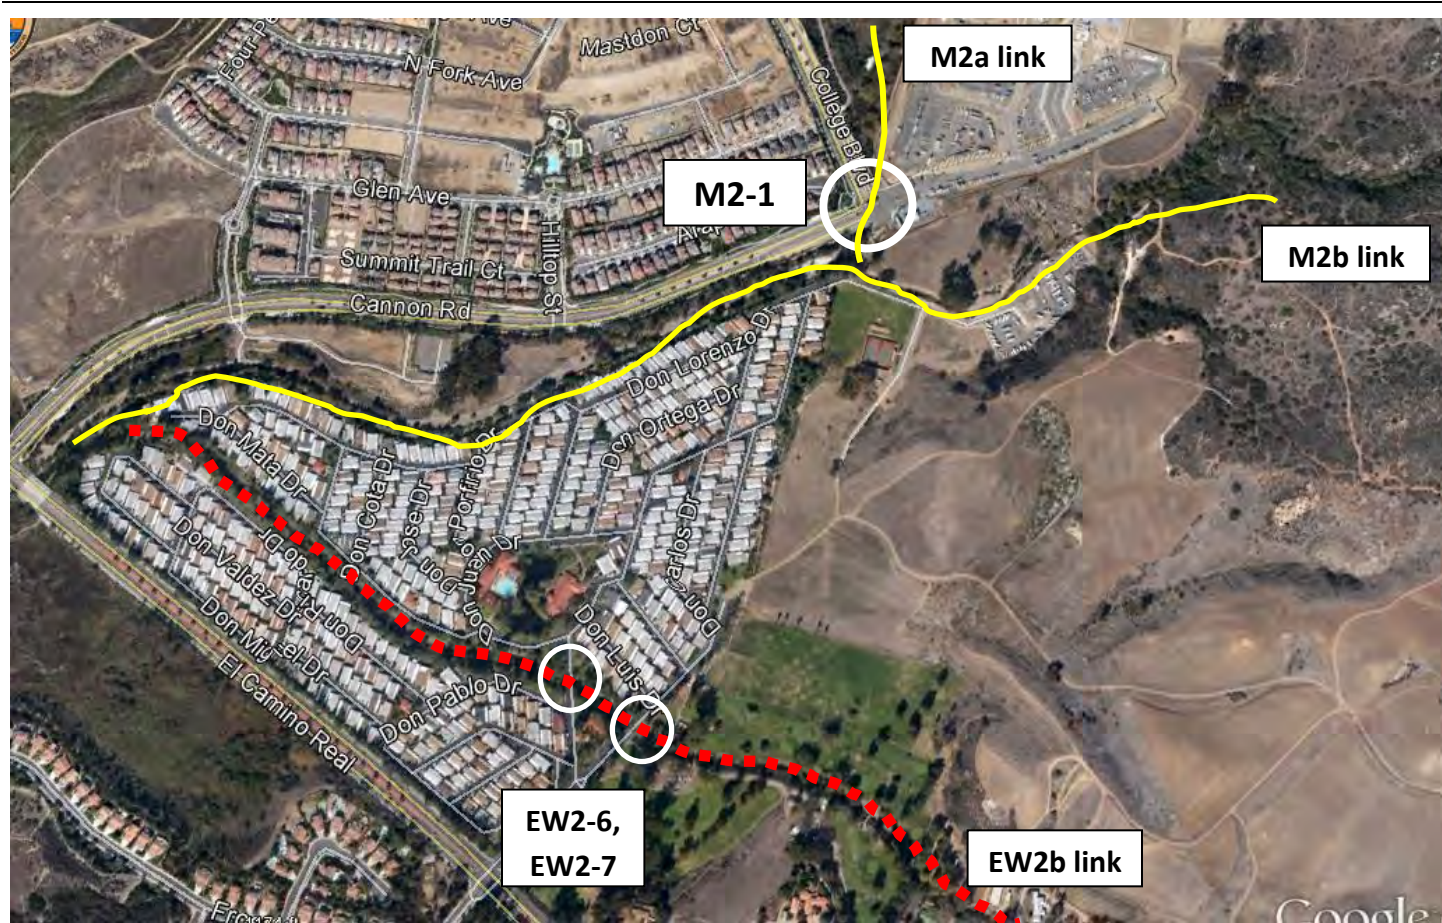 Mastdon Ct
N Fork Ave
M2a link
College Blvd
M2-1
Glen Ave
Hilltop St
Summit Trail Ct
M2b link
Cannon Rd
Don Lorenzo Dr
Don Ortega Dr
Don Mata Dr
Don Cota Dr
Don Jose Dr
Porfirio Dr
Don Juan Dr
Don Carlos Dr
Don Valdez Dr
Don Ricardo Dr
Don Luis Dr
Don Miguel Dr
Don Pablo Dr
El Camino Real
EW2-6,
EW2-7
EW2b link
Google